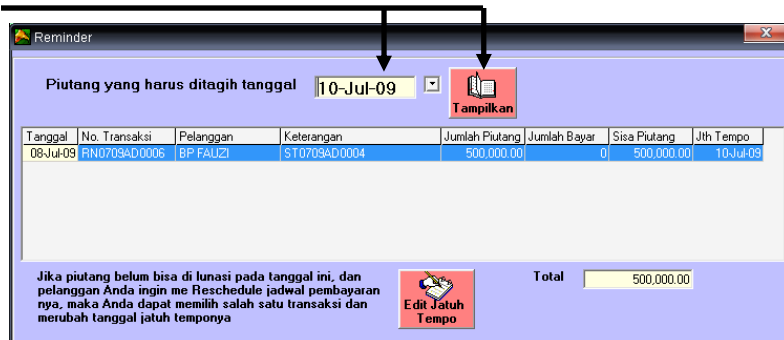 Reminder
Piutang yang harus ditagih tanggal 10-Jul-09 Tampilkan
Tanggal No. Transaksi Pelanggan Keterangan Jumlah Piutang Jumlah Bayar Sisa Piutang Jth Tempo
08-Jul-09 RN0709AD0006 BP FAUZI ST0709AD0004 500,000.00 0 500,000.00 10-Jul-09
Jika piutang belum bisa di lunasi pada tanggal ini, dan
pelanggan Anda ingin me Reschedule jadwal pembayaran
nya, maka Anda dapat memilih salah satu transaksi dan
merubah tanggal jatuh temponya
Edit Jatuh
Tempo
Total 500,000.00